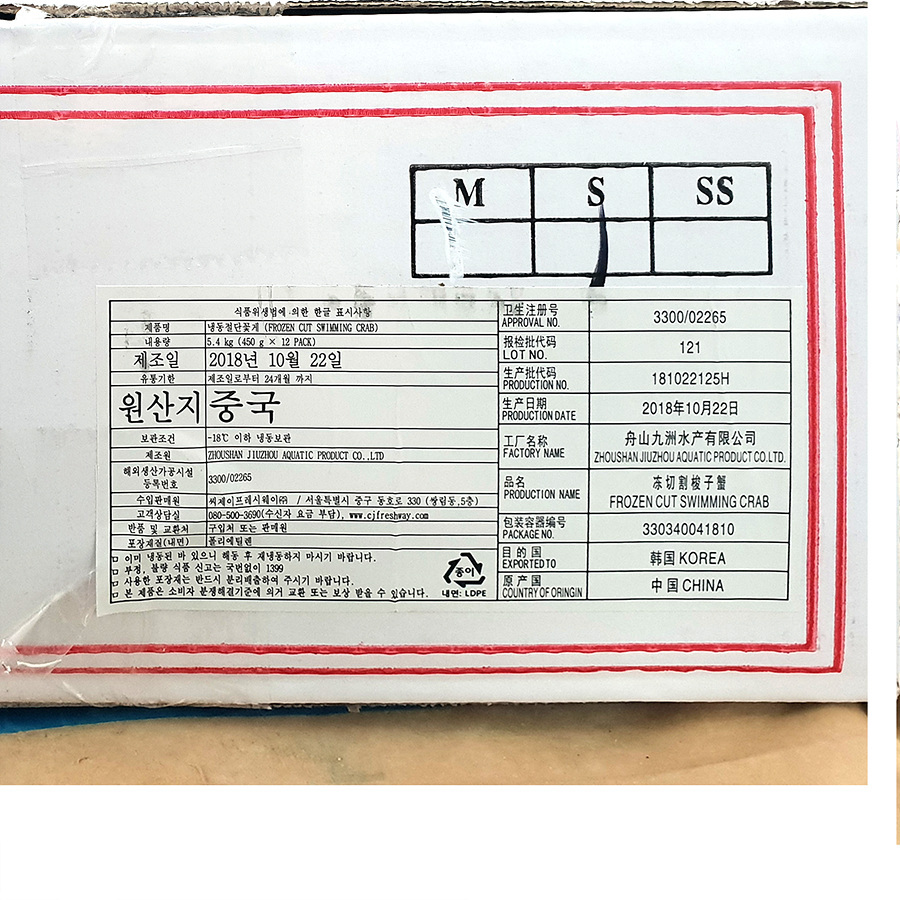 M S SS
식품위생법에 의한 한글 표시사항
제품명 냉동절단꽃게 (FROZEN CUT SWIMMING CRAB)
내용량 5.4 kg (450 g × 12 PACK)
제조일 2018년 10월 22일
유통기한 제조일로부터 24개월 까지
원산지 중국
보관조건 -18℃ 이하 냉동보관
제조원 ZHOUSHAN JIUZHOU AQUATIC PRODUCT CO.,LTD
해외생산가공시설
등록번호 3300/02265
수입판매원 씨제이프레시웨이㈜ / 서울특별시 중구 동호로 330 (쌍림동,5층)
고객상담실 080-500-3690(수신자 요금 부담), www.cjfreshway.com
반품 및 교환처 구입처 또는 판매원
포장재질(내면) 폴리에틸렌
□ 이미 냉동된 바 있으니 해동 후 재냉동하지 마시기 바랍니다.
□ 부정, 불량 식품 신고는 국번없이 1399
□ 사용한 포장재는 반드시 분리배출하여 주시기 바랍니다.
□ 본 제품은 소비자 분쟁해결기준에 의거 교환 또는 보상 받을 수 있습니다.
종이
내면: LDPE
卫生注册号
APPROVAL NO. 3300/02265
报检批代码
LOT NO. 121
生产批代码
PRODUCTION NO. 181022125H
生产日期
PRODUCTION DATE 2018年10月22日
工厂名称 舟山九洲水产有限公司
FACTORY NAME ZHOUSHAN JIUZHOU AQUATIC PRODUCT CO.LTD.
品名 冻切割梭子蟹
PRODUCTION NAME FROZEN CUT SWIMMING CRAB
包装容器编号
PACKAGE NO. 330340041810
目的国
EXPORTED TO 韩国 KOREA
原产国
COUNTRY OF ORINGIN 中国 CHINA